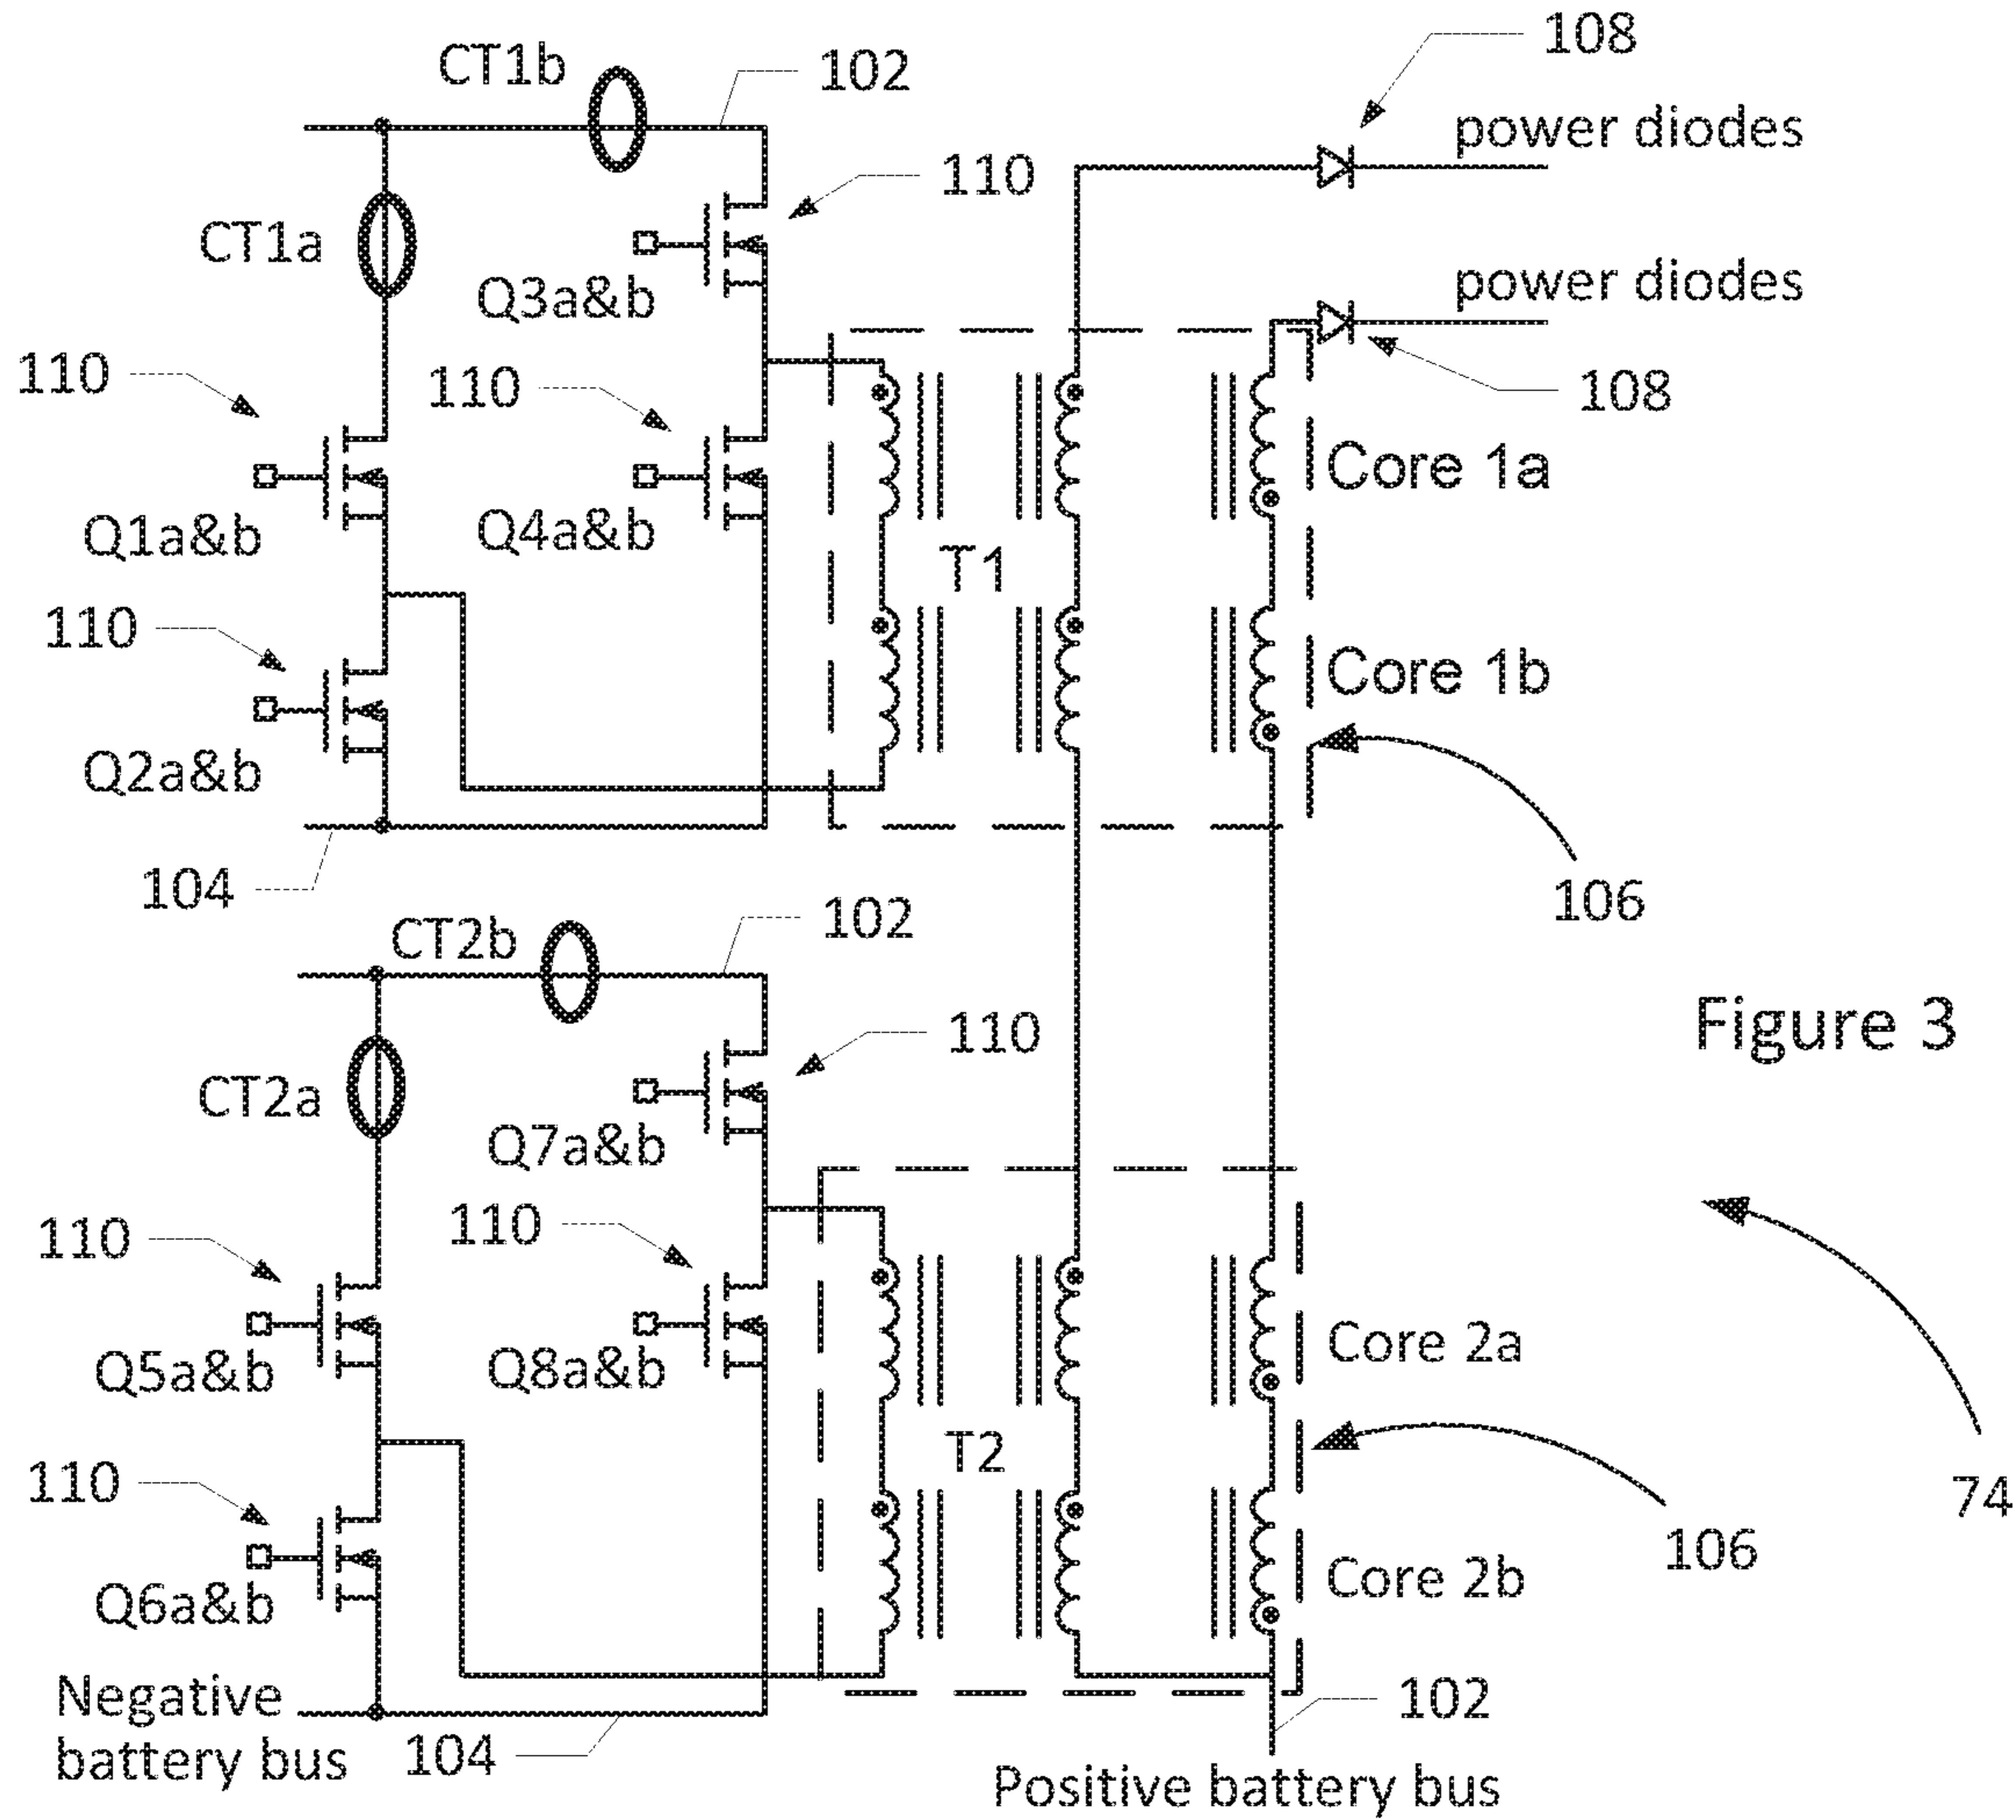 108
CT1b
102
power diodes
110
CT1a
Q3a&b
power diodes
110
110
108
Core 1a
Q1a&b
Q4a&b
T1
110
Core 1b
Q2a&b
104
106
CT2b
102
Figure 3
110
CT2a
Q7a&b
110
110
Core 2a
Q5a&b
Q8a&b
T2
110
74
106
Core 2b
Q6a&b
Negative
battery bus
104
102
Positive battery bus